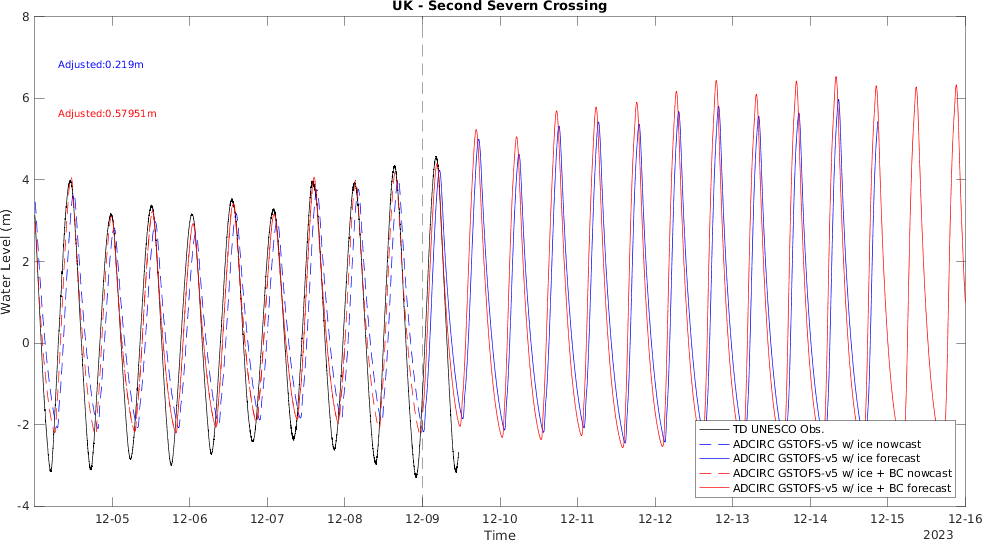 UK - Second Severn Crossing
8
6
4
2
0
-2
-4
Water Level (m)
Adjusted:0.219m
Adjusted:0.57951m
TD UNESCO Obs.
ADCIRC GSTOFS-v5 w/ ice nowcast
ADCIRC GSTOFS-v5 w/ ice forecast
ADCIRC GSTOFS-v5 w/ ice + BC nowcast
ADCIRC GSTOFS-v5 w/ ice + BC forecast
12-05 12-06 12-07 12-08 12-09 12-10 12-11 12-12 12-13 12-14 12-15 12-16
Time
2023